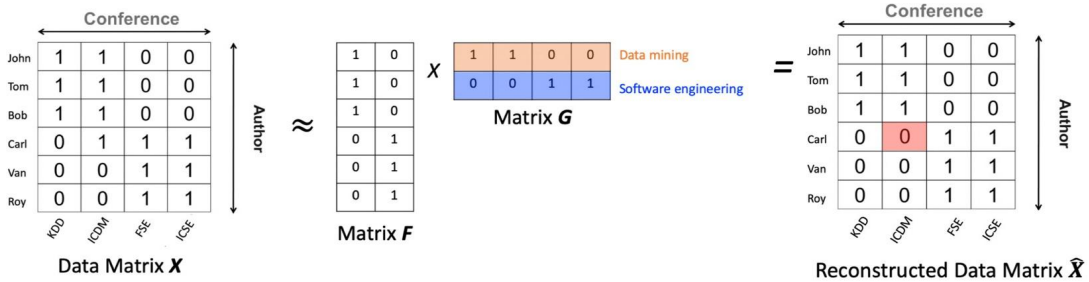 Conference
John 1 1 0 0
Tom 1 1 0 0
Bob 1 1 0 0
Carl 0 1 1 1
Van 0 0 1 1
Roy 0 0 1 1
KDD ICDM FSE ICSE
Author
Data Matrix X
≈
1 0
1 0
1 0
0 1
0 1
0 1
Matrix F
X
1 1 0 0 Data mining
0 0 1 1 Software engineering
Matrix G
=
Conference
John 1 1 0 0
Tom 1 1 0 0
Bob 1 1 0 0
Carl 0 0 1 1
Van 0 0 1 1
Roy 0 0 1 1
KDD ICDM FSE ICSE
Author
Reconstructed Data Matrix X̂